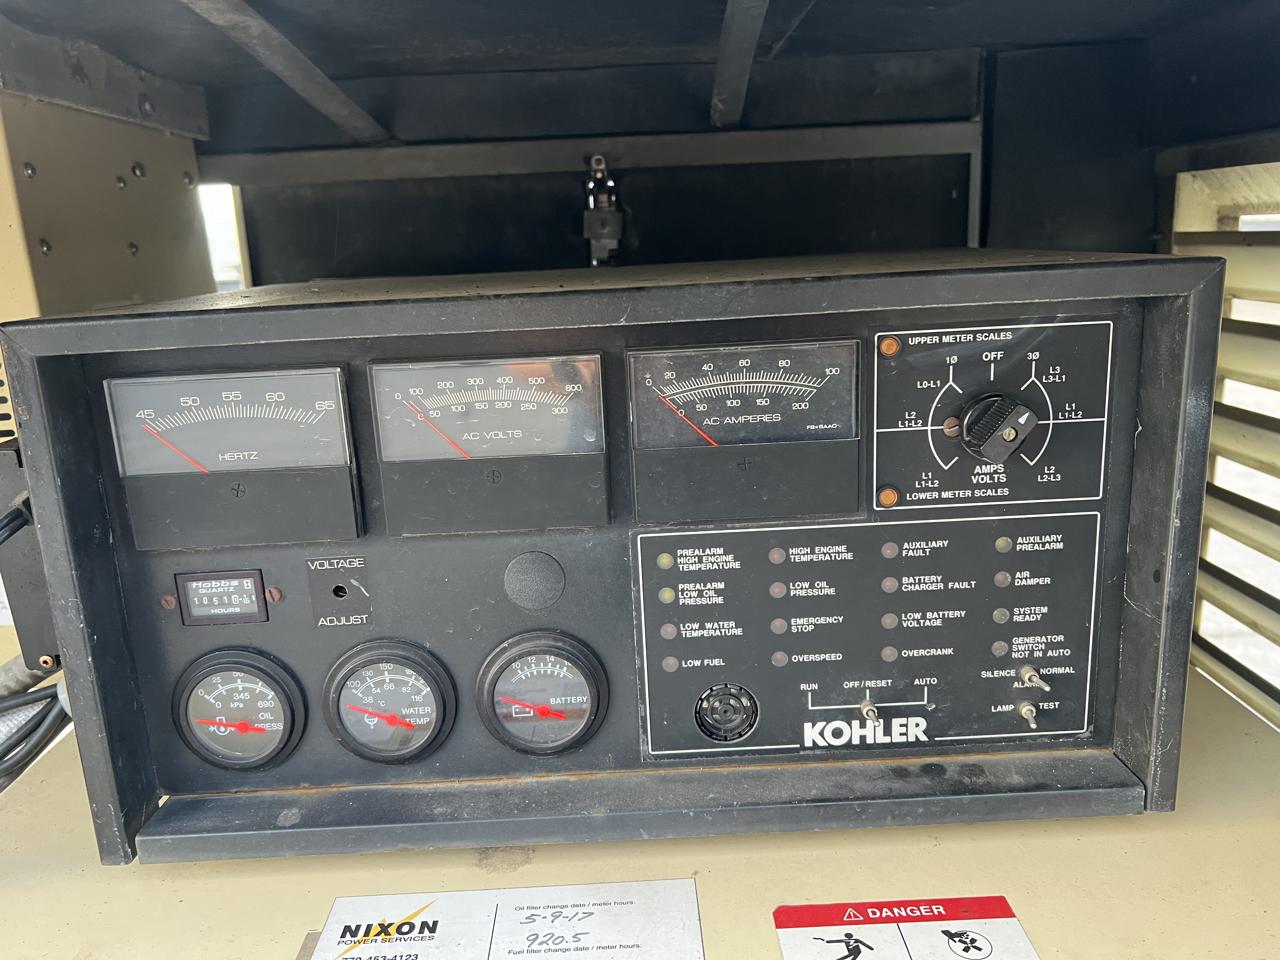 45 50 55 60 65
HERTZ
0 100 200 300 400 500 600
0 50 100 150 200 250 300
AC VOLTS
0 20 40 60 80 100
0 50 100 150 200
AC AMPERES
UPPER METER SCALES
1Ø OFF 3Ø
L0-L1
L3
L3-L1
L2
L1-L2
L1
L1-L2
L1
L1-L2
L2
L2-L3
AMPS
VOLTS
LOWER METER SCALES
Hobbs
QUARTZ
HOURS
VOLTAGE
ADJUST
0 25 50
0 345 690
kPa
OIL
PRESS
100 130 150
38 54 66 82 116
°C
WATER
TEMP
10 12 14
BATTERY
PREALARM
HIGH ENGINE
TEMPERATURE
HIGH ENGINE
TEMPERATURE
AUXILIARY
FAULT
AUXILIARY
PREALARM
PREALARM
LOW OIL
PRESSURE
LOW OIL
PRESSURE
BATTERY
CHARGER FAULT
AIR
DAMPER
LOW WATER
TEMPERATURE
EMERGENCY
STOP
LOW BATTERY
VOLTAGE
SYSTEM
READY
LOW FUEL
OVERSPEED
OVERCRANK
GENERATOR
SWITCH
NOT IN AUTO
SILENCE NORMAL
RUN OFF/RESET AUTO
LAMP TEST
KOHLER
NIXON
POWER SERVICES
770-453-4123
Oil filter change date / meter hours:
5-9-17
920.5
Fuel filter change date / meter hours:
DANGER